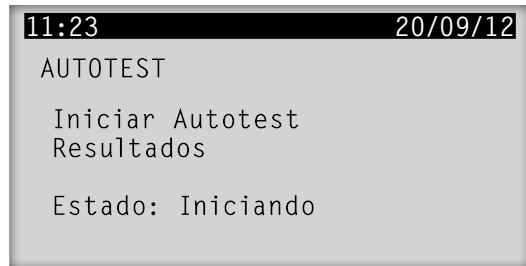 11:23 20/09/12
AUTOTEST
Iniciar Autotest
Resultados
Estado: Iniciando